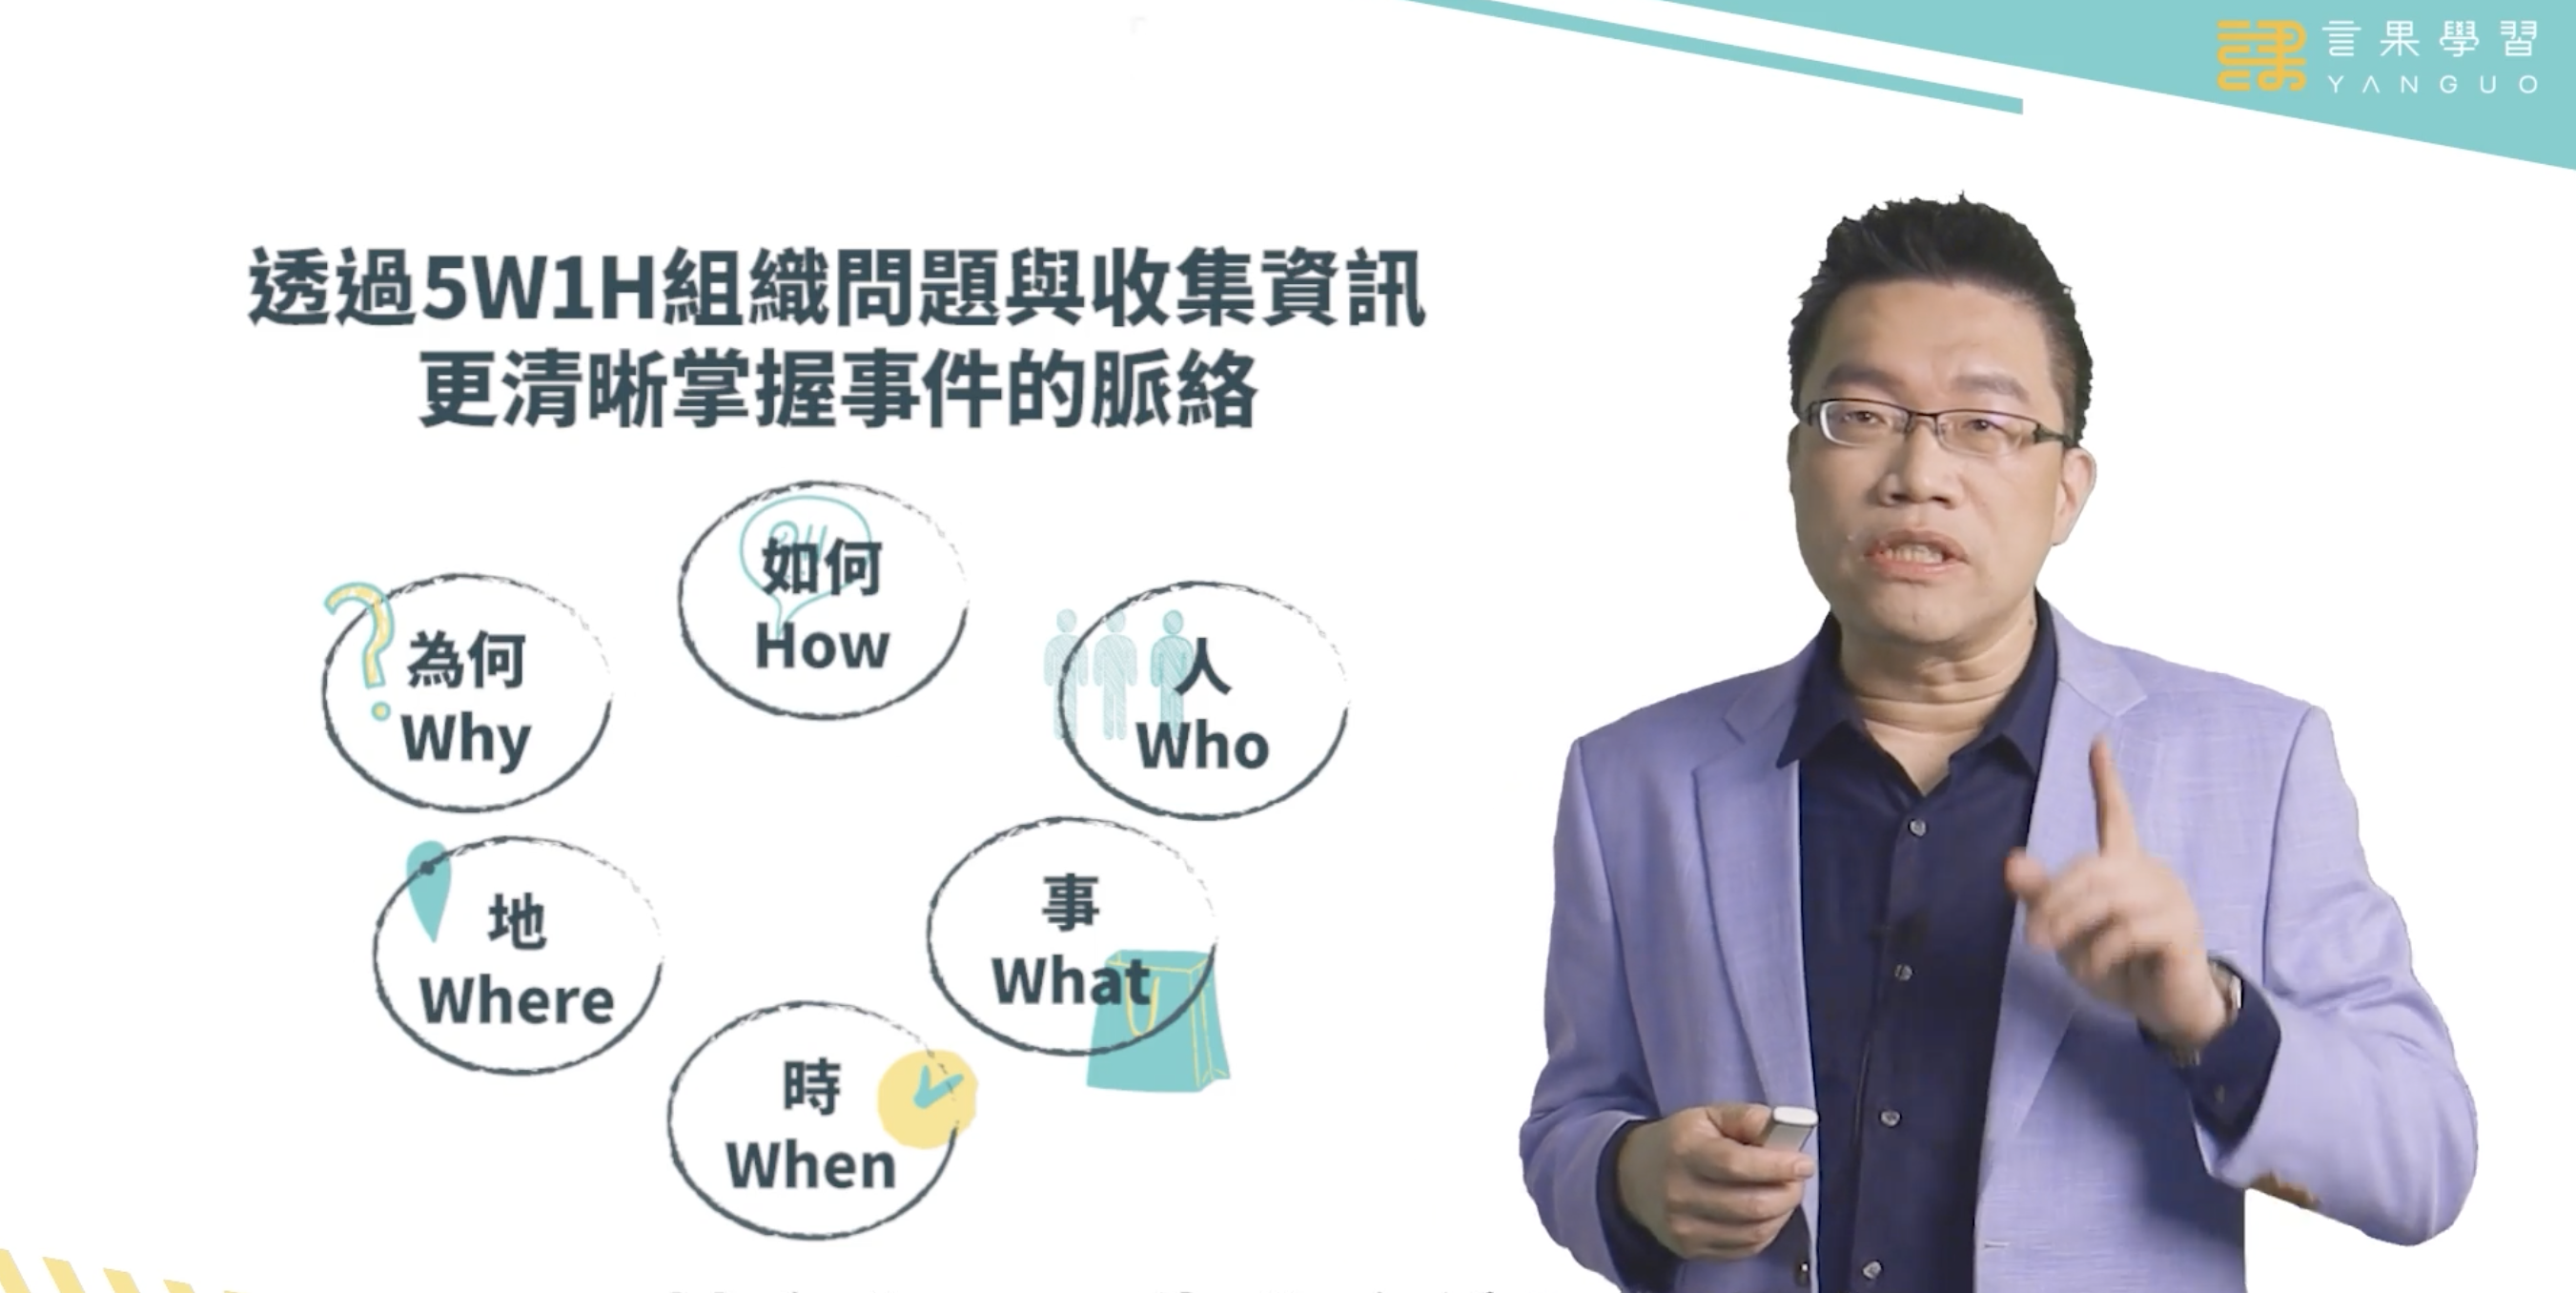 言果學習
YANGUO
透過5W1H組織問題與收集資訊
更清晰掌握事件的脈絡
如何
How
為何
Why
人
Who
地
Where
事
What
時
When